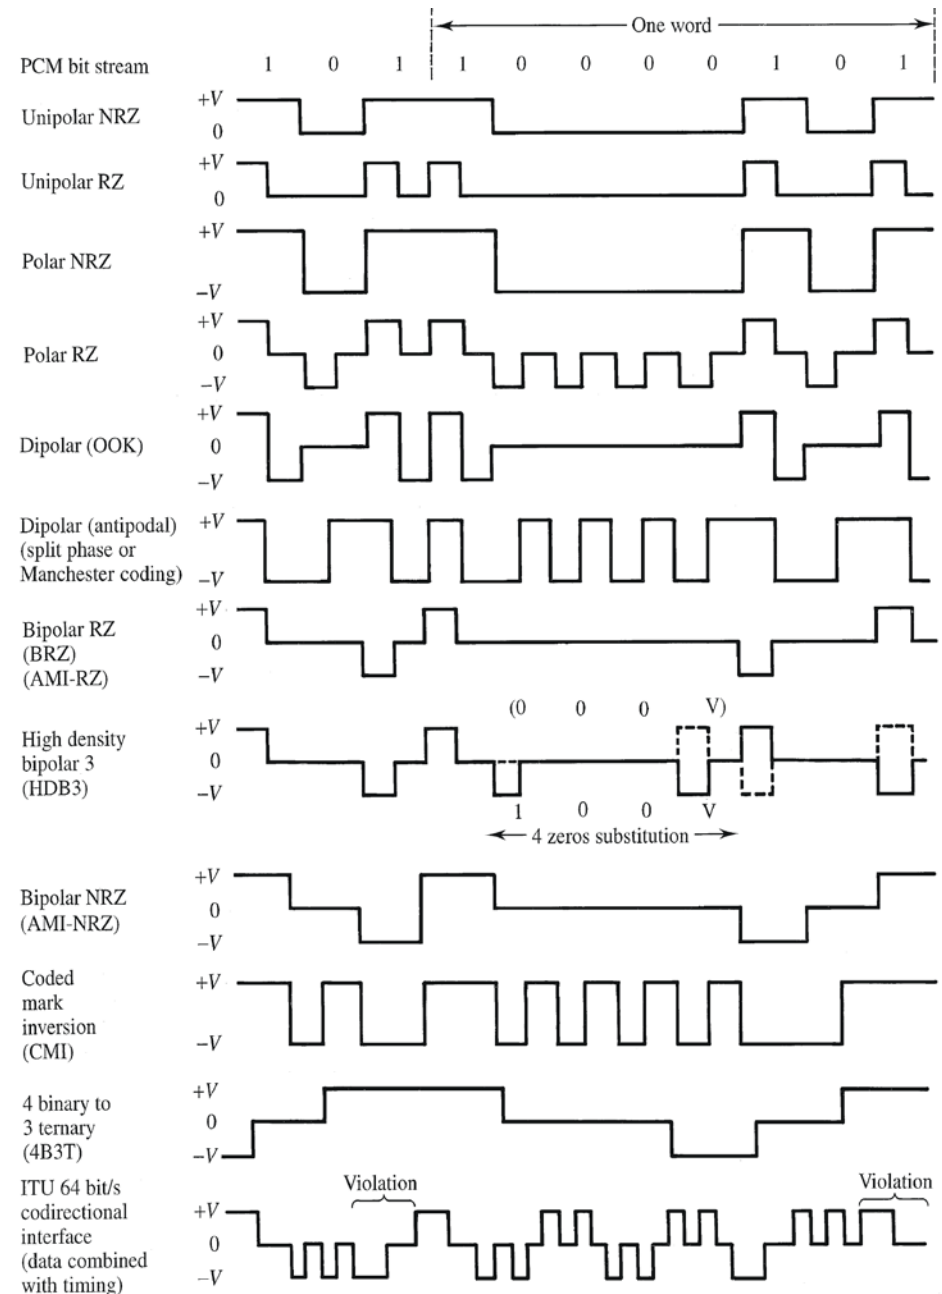 One word
PCM bit stream 1 0 1 1 0 0 0 0 1 0 1
Unipolar NRZ +V 0
Unipolar RZ +V 0
Polar NRZ +V −V
Polar RZ +V 0 −V
Dipolar (OOK) +V 0 −V
Dipolar (antipodal)
(split phase or
Manchester coding)
+V
−V
Bipolar RZ
(BRZ)
(AMI-RZ)
+V
0
−V
(0 0 0 V)
High density
bipolar 3
(HDB3)
+V
0
−V
1 0 0 V
4 zeros substitution
Bipolar NRZ
(AMI-NRZ)
+V
0
−V
Coded
mark
inversion
(CMI)
+V
−V
4 binary to
3 ternary
(4B3T)
+V
0
−V
ITU 64 bit/s
codirectional
interface
(data combined
with timing)
Violation Violation
+V
0
−V